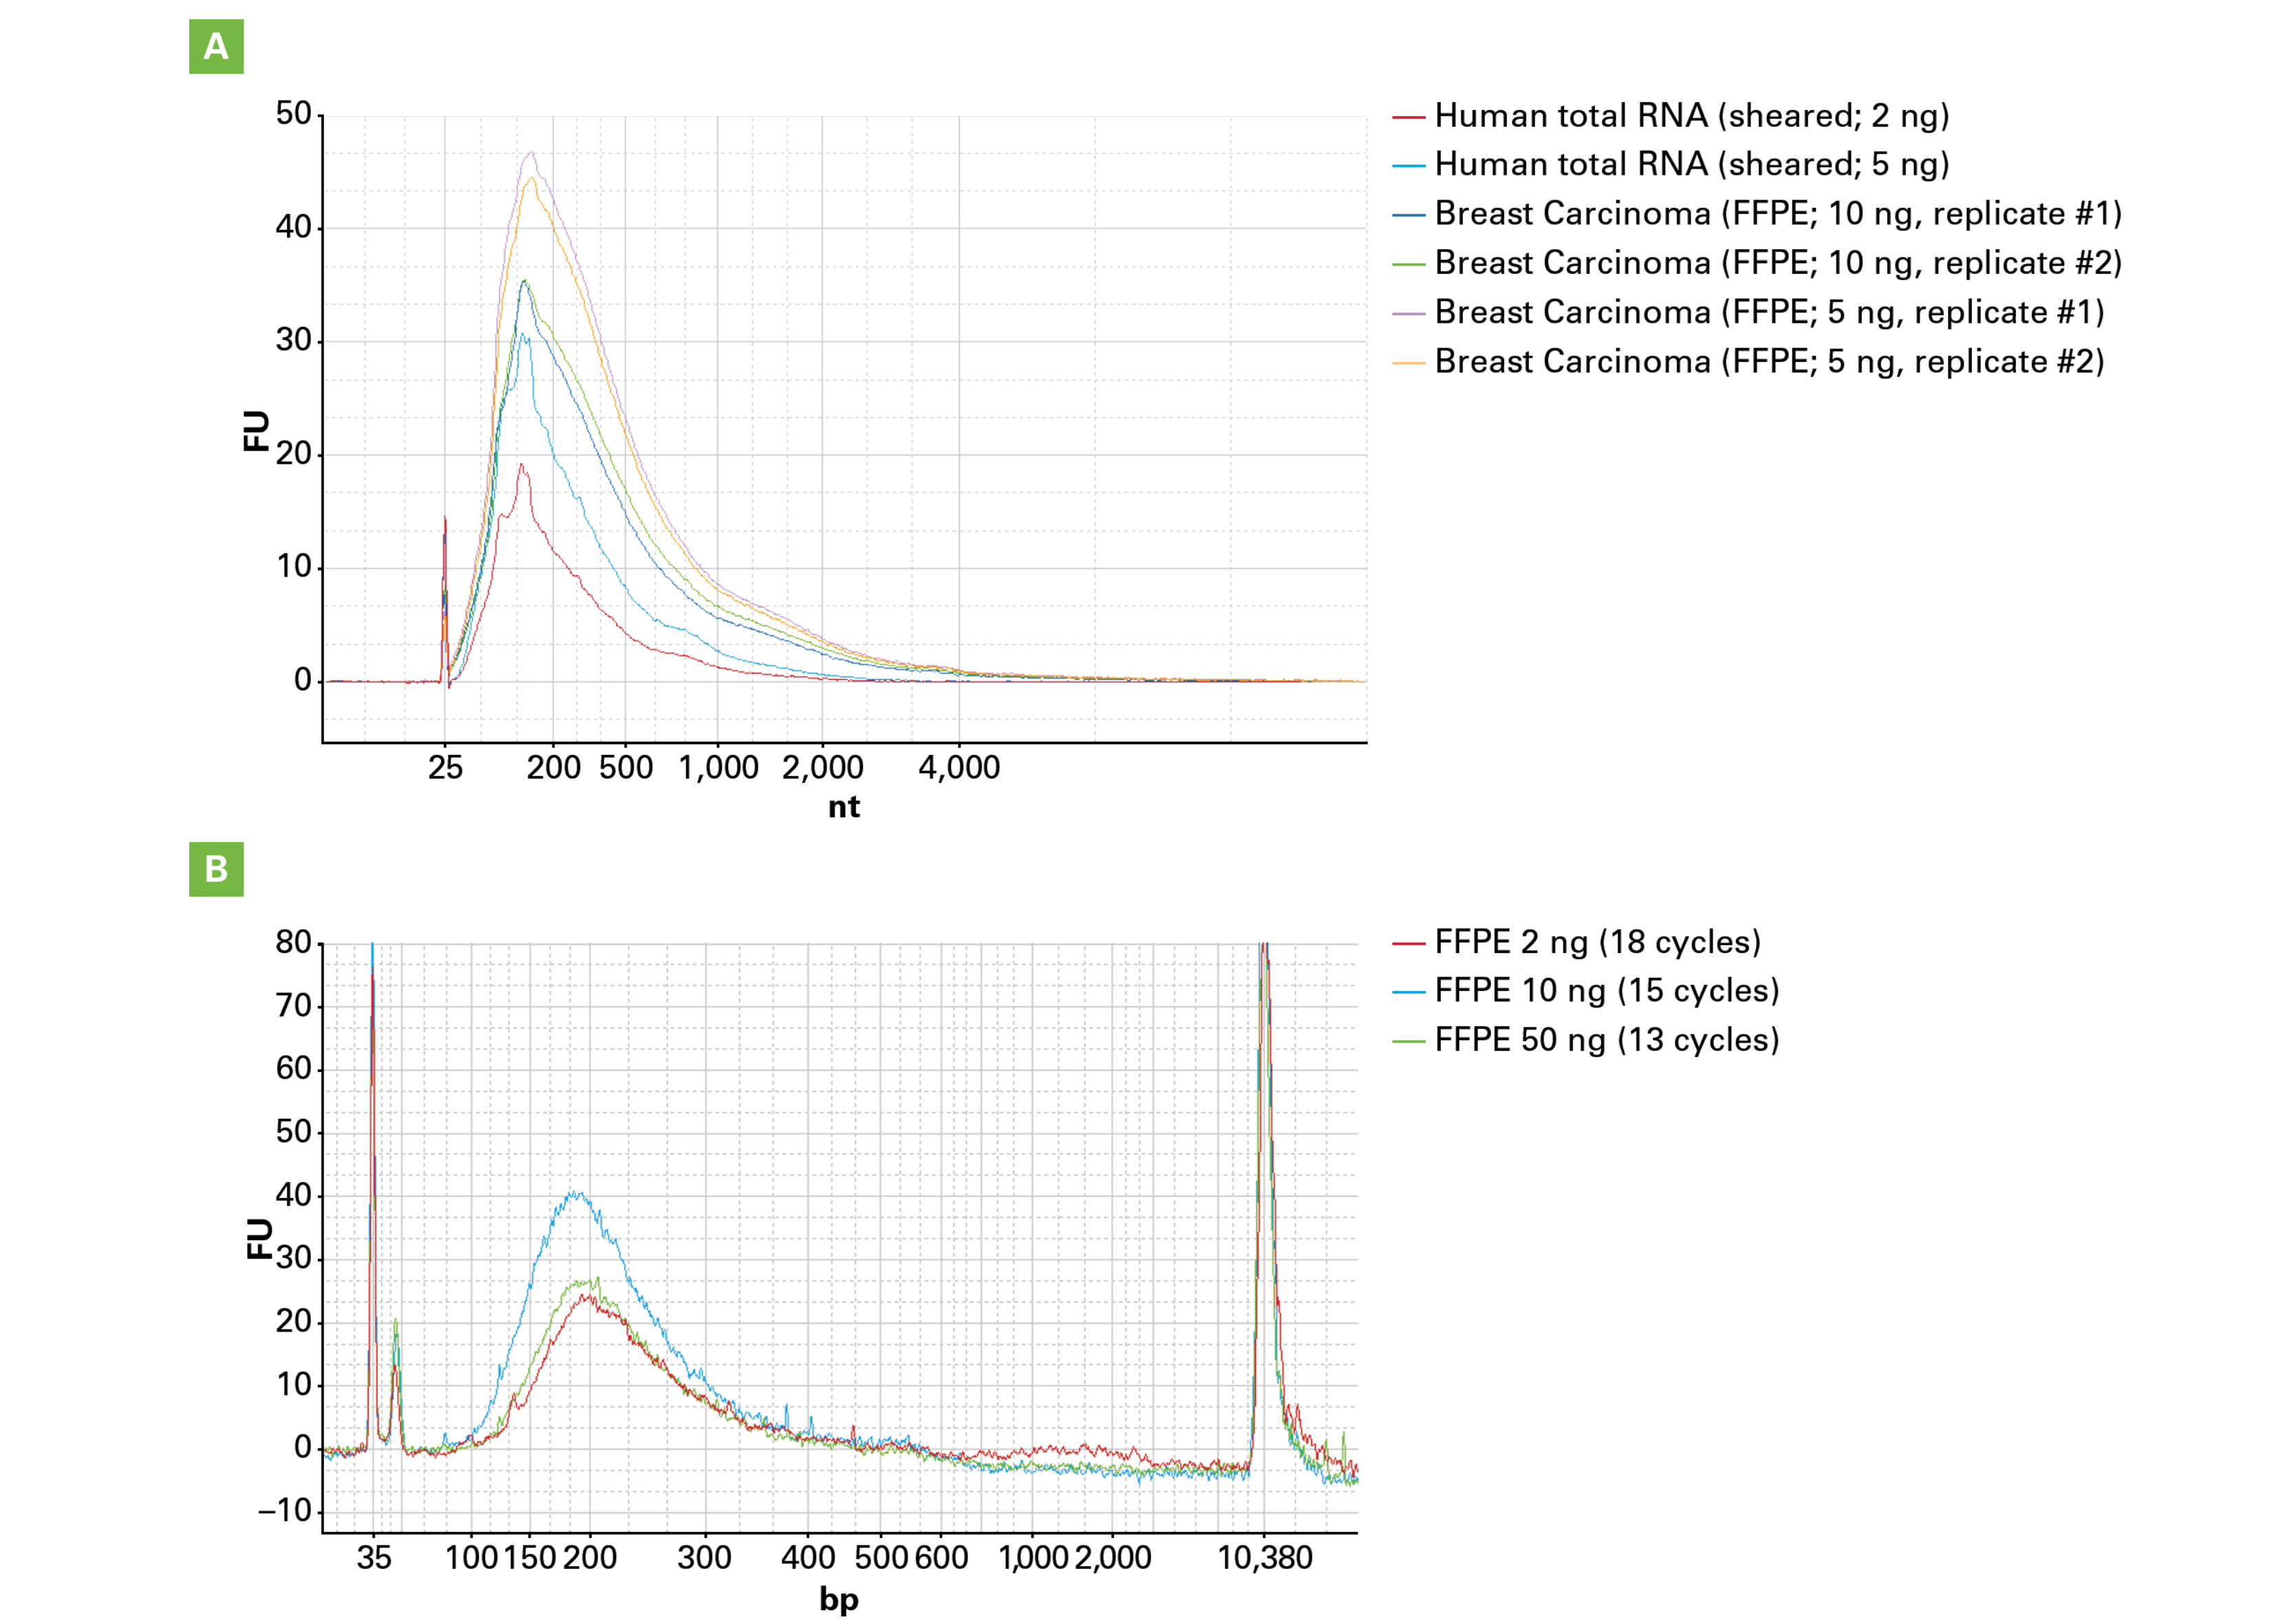 A
50
40
30
20
10
0
FU
25 200 500 1,000 2,000 4,000
nt
Human total RNA (sheared; 2 ng)
Human total RNA (sheared; 5 ng)
Breast Carcinoma (FFPE; 10 ng, replicate #1)
Breast Carcinoma (FFPE; 10 ng, replicate #2)
Breast Carcinoma (FFPE; 5 ng, replicate #1)
Breast Carcinoma (FFPE; 5 ng, replicate #2)
B
80
70
60
50
40
30
20
10
0
–10
FU
35 100 150 200 300 400 500 600 1,000 2,000 10,380
bp
FFPE 2 ng (18 cycles)
FFPE 10 ng (15 cycles)
FFPE 50 ng (13 cycles)